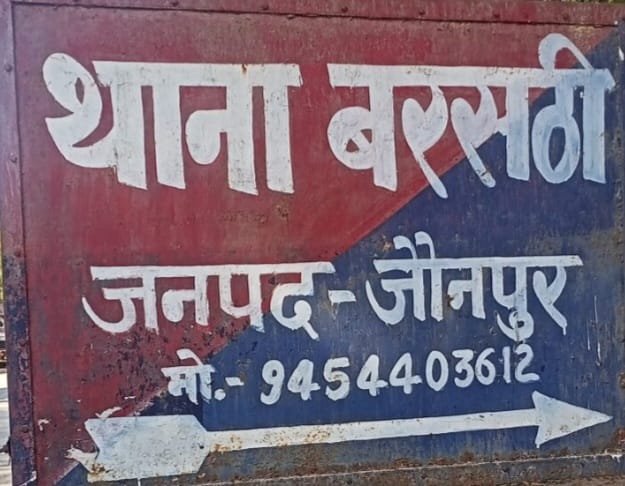 थाना बरसठी
जनपद - जौनपुर
मो.- 9454403612